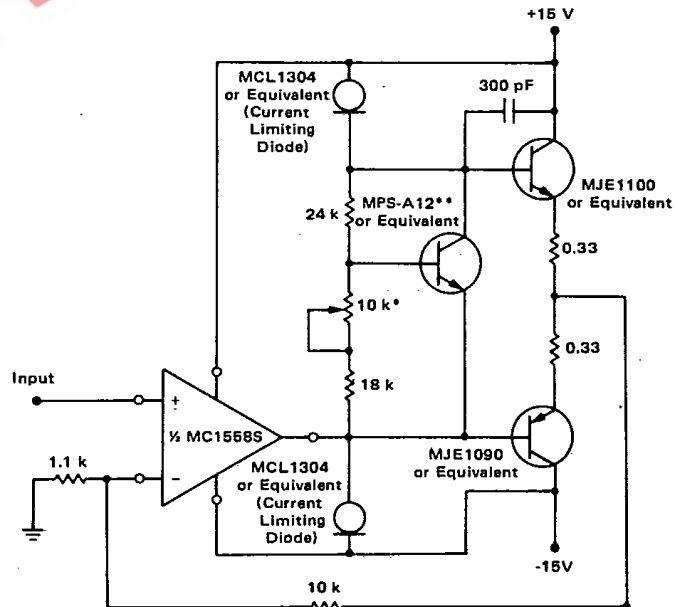 +15 V
MCL1304
or Equivalent
(Current
Limiting
Diode)
300 pF
MJE1100
or Equivalent
24 k
MPS-A12**
or Equivalent
0.33
10 k*
0.33
Input
18 k
+
½ MC1558S
−
1.1 k
MJE1090
or Equivalent
MCL1304
or Equivalent
(Current
Limiting
Diode)
-15V
10 k